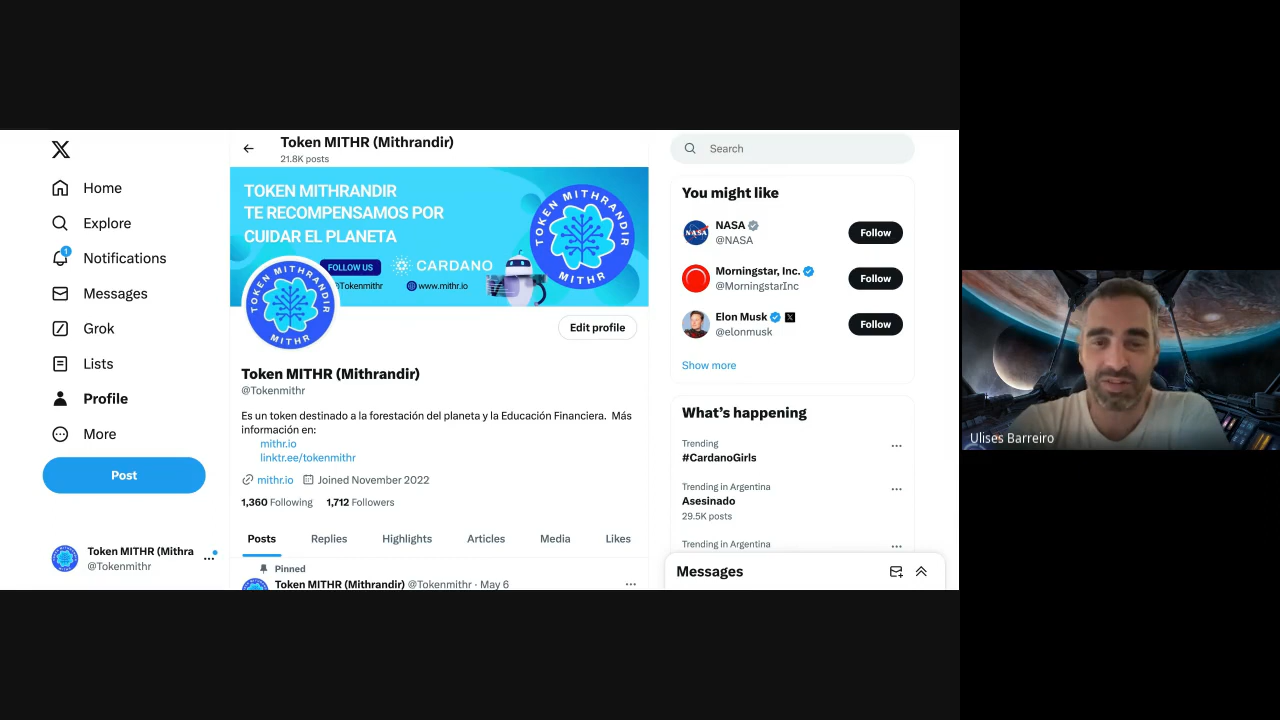 Home
Explore
1
Notifications
Messages
Grok
Lists
Profile
More
Post
Token MITHR (Mithra
@Tokenmithr
Token MITHR (Mithrandir)
21.8K posts
TOKEN MITHRANDIR
TE RECOMPENSAMOS POR
CUIDAR EL PLANETA
FOLLOW US
CARDANO
@Tokenmithr
www.mithr.io
TOKEN MITHRANDIR
MITHR
TOKEN MITHRANDIR
MITHR
Edit profile
Token MITHR (Mithrandir)
@Tokenmithr
Es un token destinado a la forestación del planeta y la Educación Financiera. Más
información en:
mithr.io
linktr.ee/tokenmithr
mithr.io Joined November 2022
1,360 Following 1,712 Followers
Posts Replies Highlights Articles Media Likes
Pinned
Token MITHR (Mithrandir) @Tokenmithr · May 6
Search
You might like
NASA
NASA
@NASA
Follow
Morningstar, Inc.
@MorningstarInc
Follow
Elon Musk
@elonmusk
Follow
Show more
What's happening
Trending
#CardanoGirls
Trending in Argentina
Asesinado
29.5K posts
Trending in Argentina
Messages
Ulises Barreiro